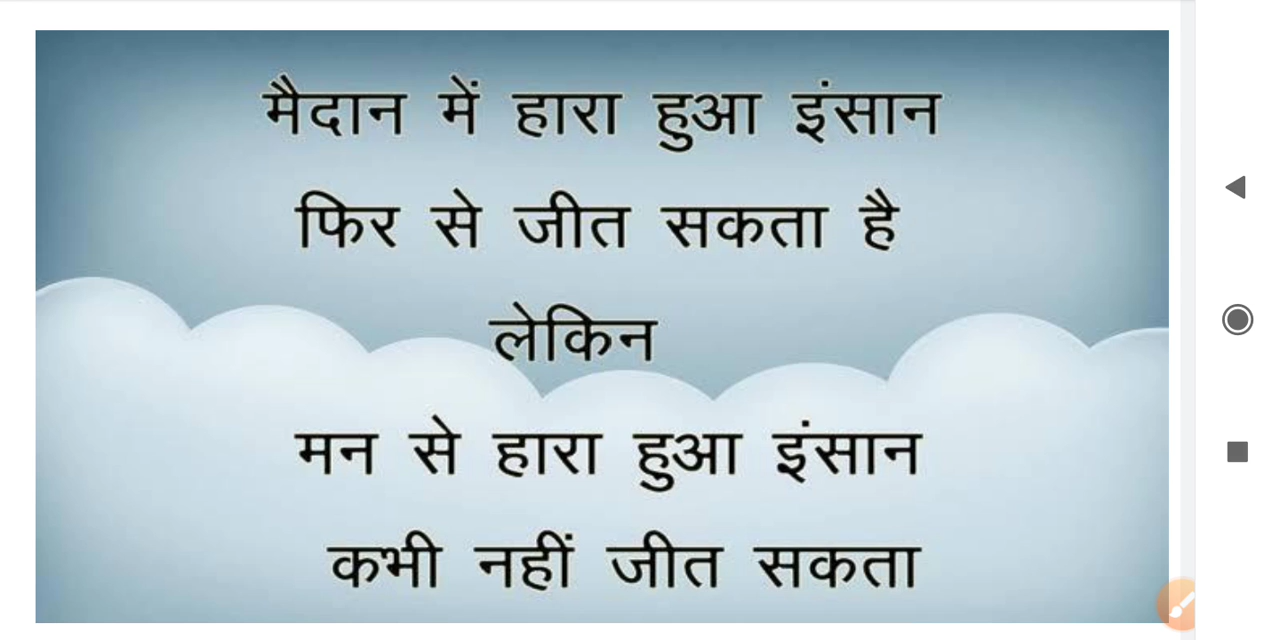 मैदान में हारा हुआ इंसान
फिर से जीत सकता है
लेकिन
मन से हारा हुआ इंसान
कभी नहीं जीत सकता